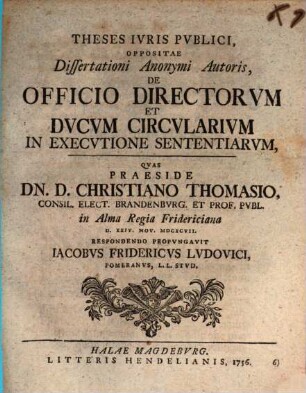 THESES IVRIS PVBLICI,
OPPOSITAE
Dissertationi Anonymi Autoris,
DE
OFFICIO DIRECTORVM
ET
DVCVM CIRCVLARIVM
IN EXECVTIONE SENTENTIARVM,
QVAS
PRAESIDE
DN. D. CHRISTIANO THOMASIO,
CONSIL. ELECT. BRANDENBVRG. ET PROF. PVBL.
in Alma Regia Fridericiana
D. XXIV. NOV. MDCXCVII.
RESPONDENDO PROPVNGAVIT
IACOBVS FRIDERICVS LVDOVICI,
POMERANVS, L.L. STVD.
HALAE MAGDEBVRG.
LITTERIS HENDELIANIS, 1756.